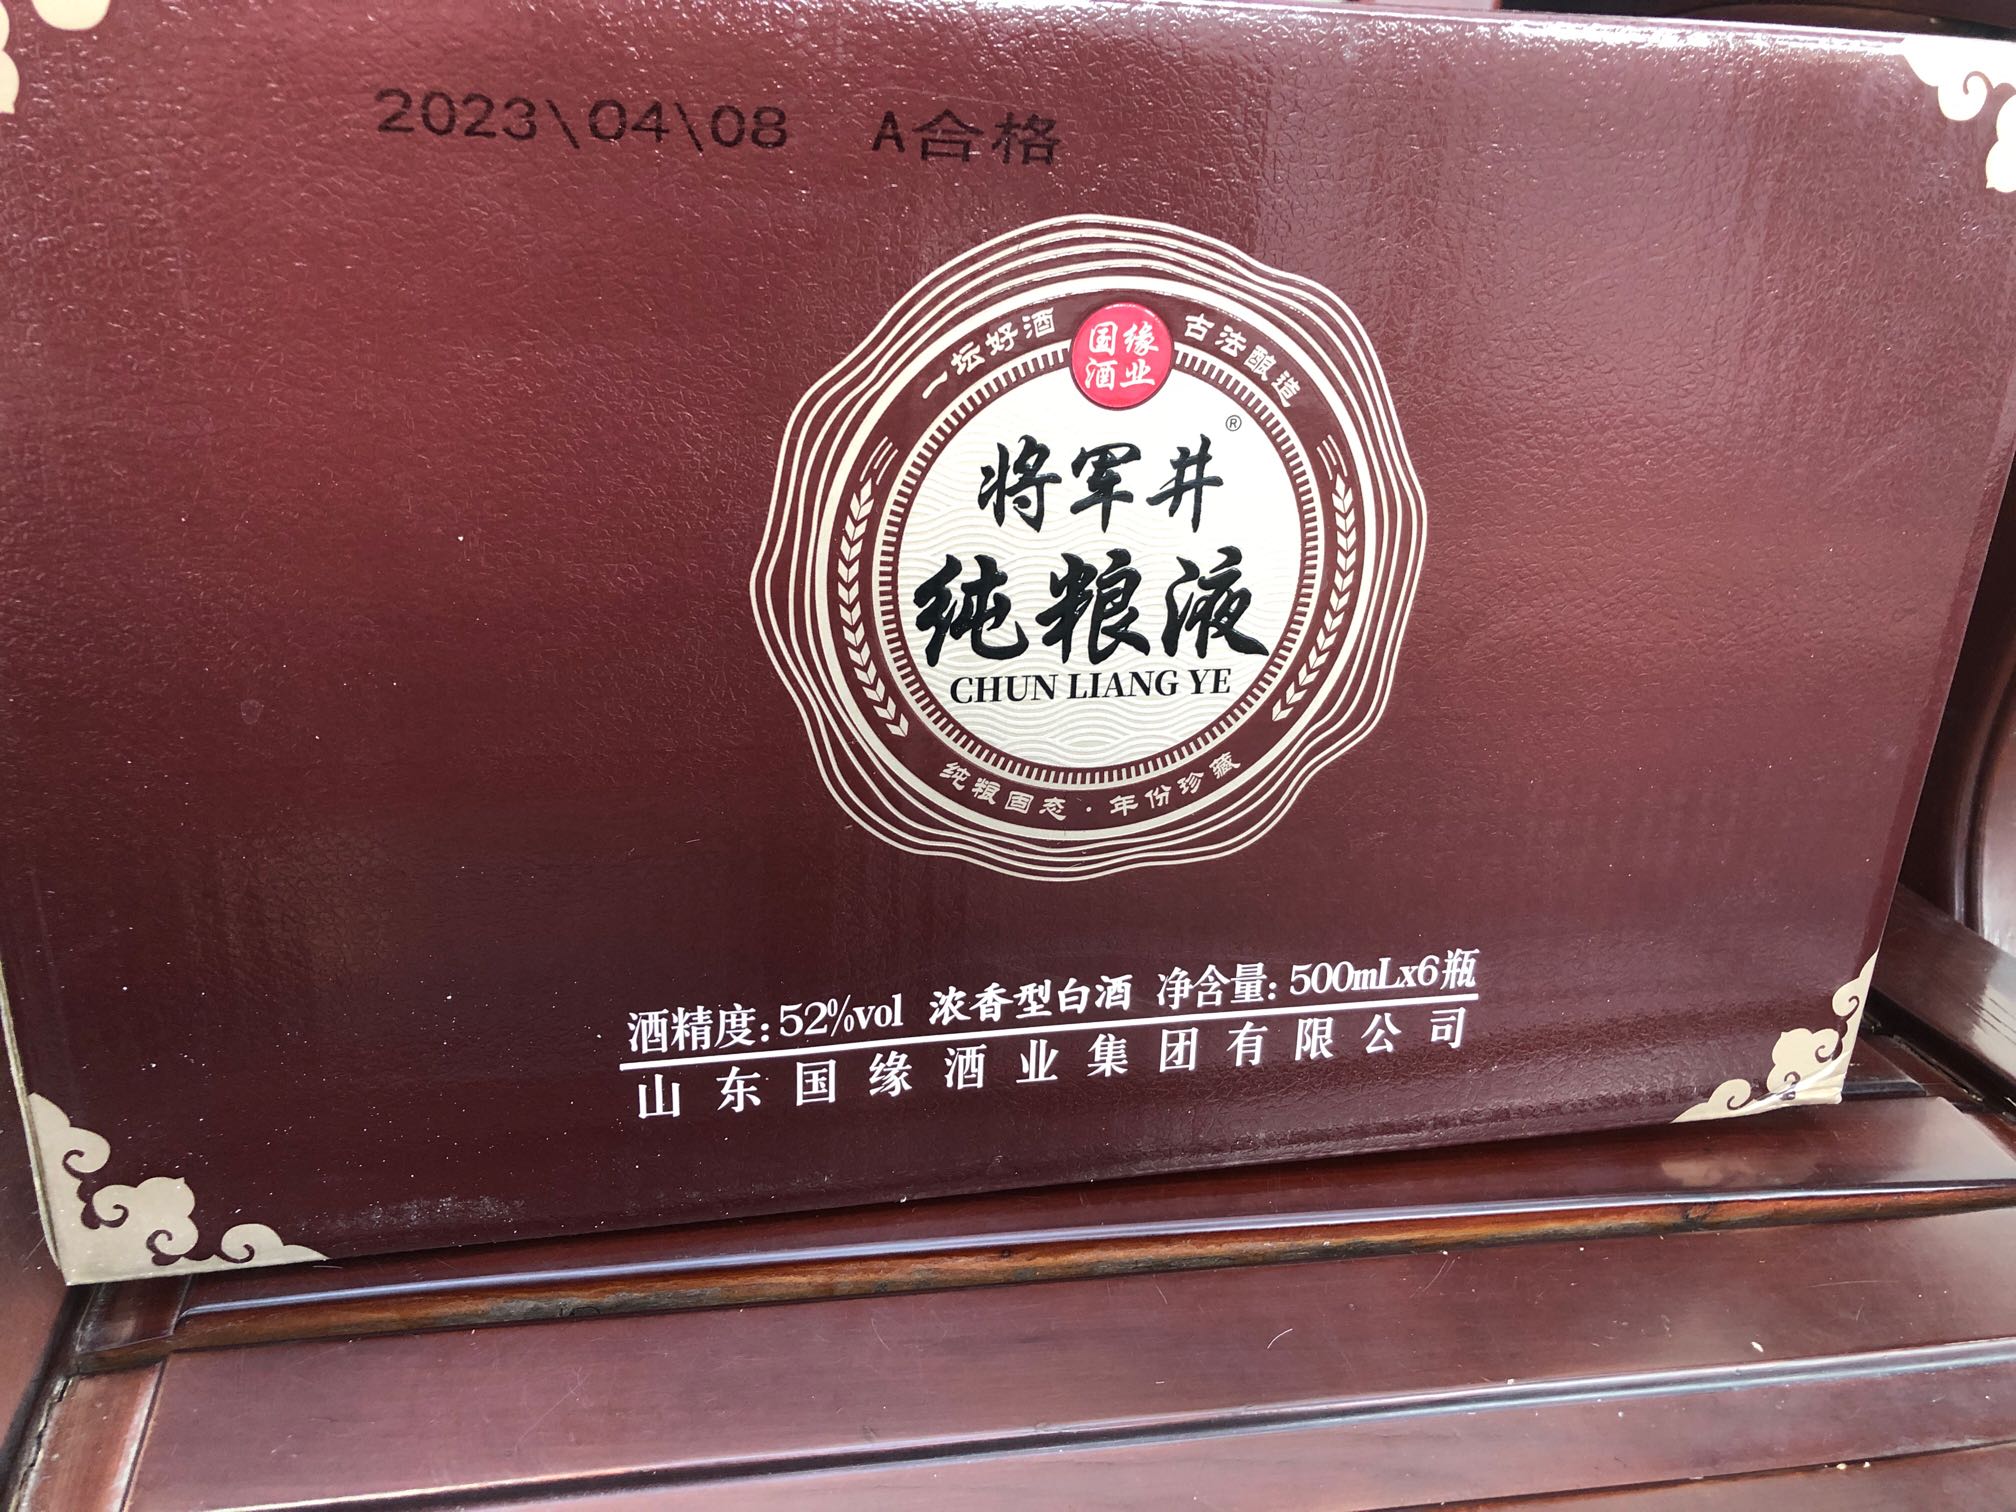 2023\04\08 A合格
一坛好酒 古法酿造
国缘
酒业
®
将军井
纯粮液
CHUN LIANG YE
纯粮固态·年份珍藏
酒精度:52%vol 浓香型白酒 净含量:500mLx6瓶
山东国缘酒业集团有限公司